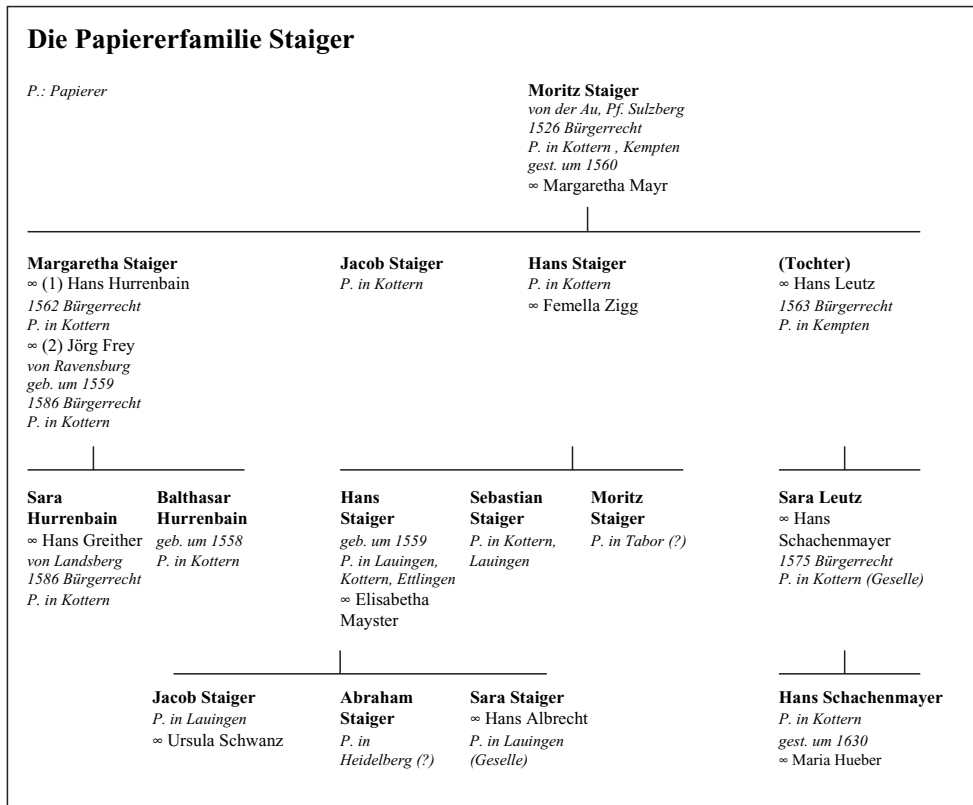 Die Papiererfamilie Staiger
P.: Papierer
Moritz Staiger
von der Au, Pf. Sulzberg
1526 Bürgerrecht
P. in Kottern , Kempten
gest. um 1560
∞ Margaretha Mayr
Margaretha Staiger
∞ (1) Hans Hurrenbain
1562 Bürgerrecht
P. in Kottern
∞ (2) Jörg Frey
von Ravensburg
geb. um 1559
1586 Bürgerrecht
P. in Kottern
Jacob Staiger
P. in Kottern
Hans Staiger
P. in Kottern
∞ Femella Zigg
(Tochter)
∞ Hans Leutz
1563 Bürgerrecht
P. in Kempten
Sara
Hurrenbain
∞ Hans Greither
von Landsberg
1586 Bürgerrecht
P. in Kottern
Balthasar
Hurrenbain
geb. um 1558
P. in Kottern
Hans
Staiger
geb. um 1559
P. in Lauingen,
Kottern, Ettlingen
∞ Elisabetha
Mayster
Sebastian
Staiger
P. in Kottern,
Lauingen
Moritz
Staiger
P. in Tabor (?)
Sara Leutz
∞ Hans
Schachenmayer
1575 Bürgerrecht
P. in Kottern (Geselle)
Jacob Staiger
P. in Lauingen
∞ Ursula Schwanz
Abraham
Staiger
P. in
Heidelberg (?)
Sara Staiger
∞ Hans Albrecht
P. in Lauingen
(Geselle)
Hans Schachenmayer
P. in Kottern
gest. um 1630
∞ Maria Hueber